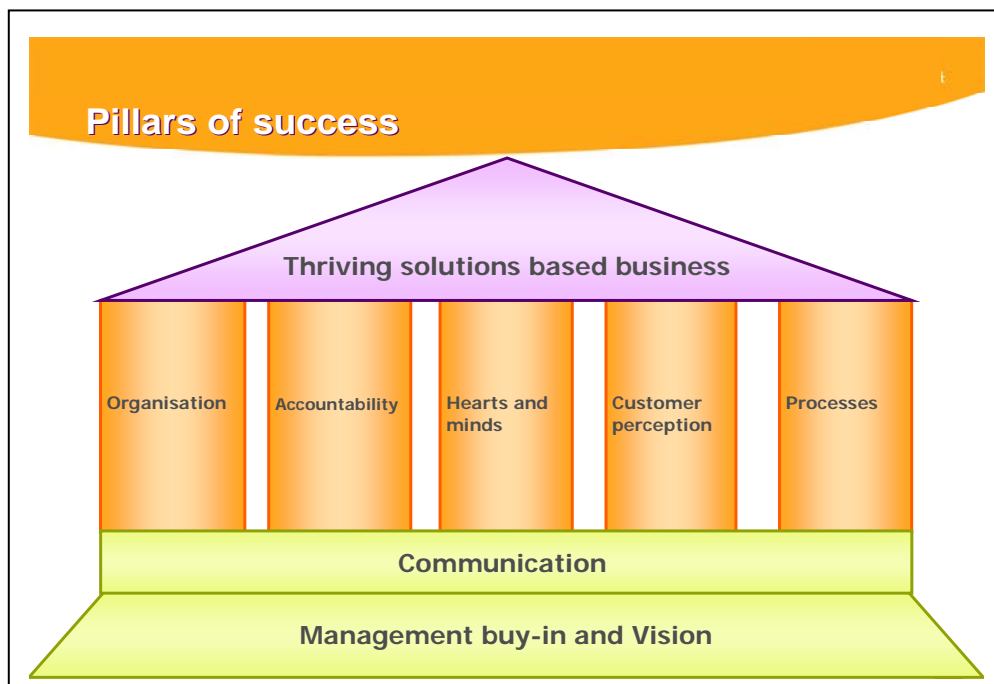 Pillars of success
Thriving solutions based business
Organisation
Accountability
Hearts and
minds
Customer
perception
Processes
Communication
Management buy-in and Vision